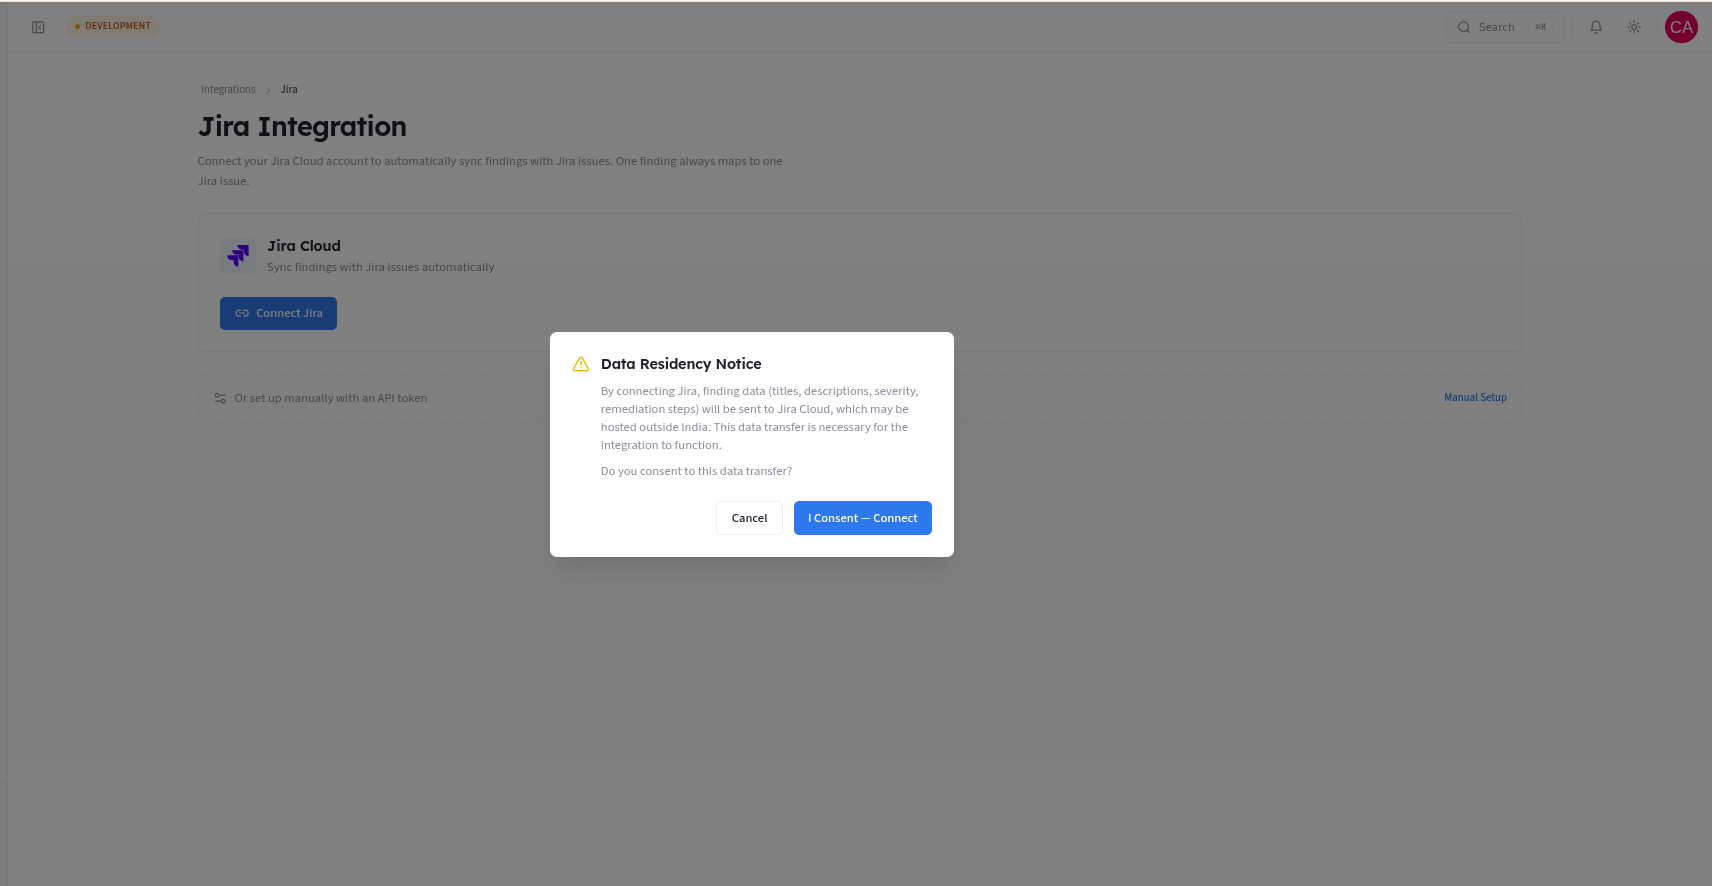 DEVELOPMENT
Search
⌘K
CA
Integrations > Jira
Jira Integration
Connect your Jira Cloud account to automatically sync findings with Jira issues. One finding always maps to one
Jira issue.
Jira Cloud
Sync findings with Jira issues automatically
Connect Jira
Or set up manually with an API token
Manual Setup
Data Residency Notice
By connecting Jira, finding data (titles, descriptions, severity,
remediation steps) will be sent to Jira Cloud, which may be
hosted outside India. This data transfer is necessary for the
integration to function.
Do you consent to this data transfer?
Cancel
I Consent — Connect